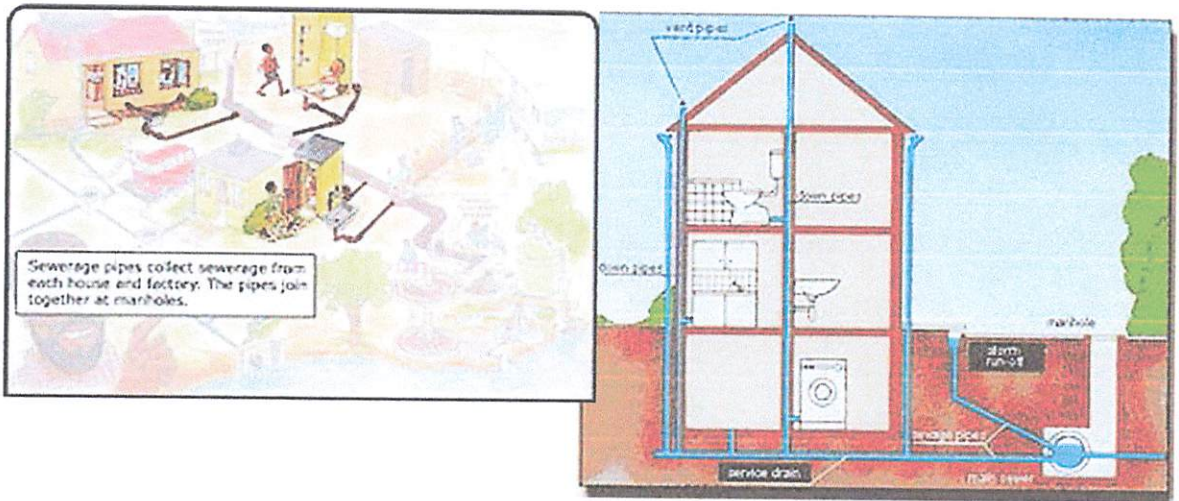 Sewerage pipes collect sewerage from
each house and factory. The pipes join
together at manholes.
vent pipes
down pipes
down pipes
manhole
storm
run-off
sewage pipes
service drain
main sewer